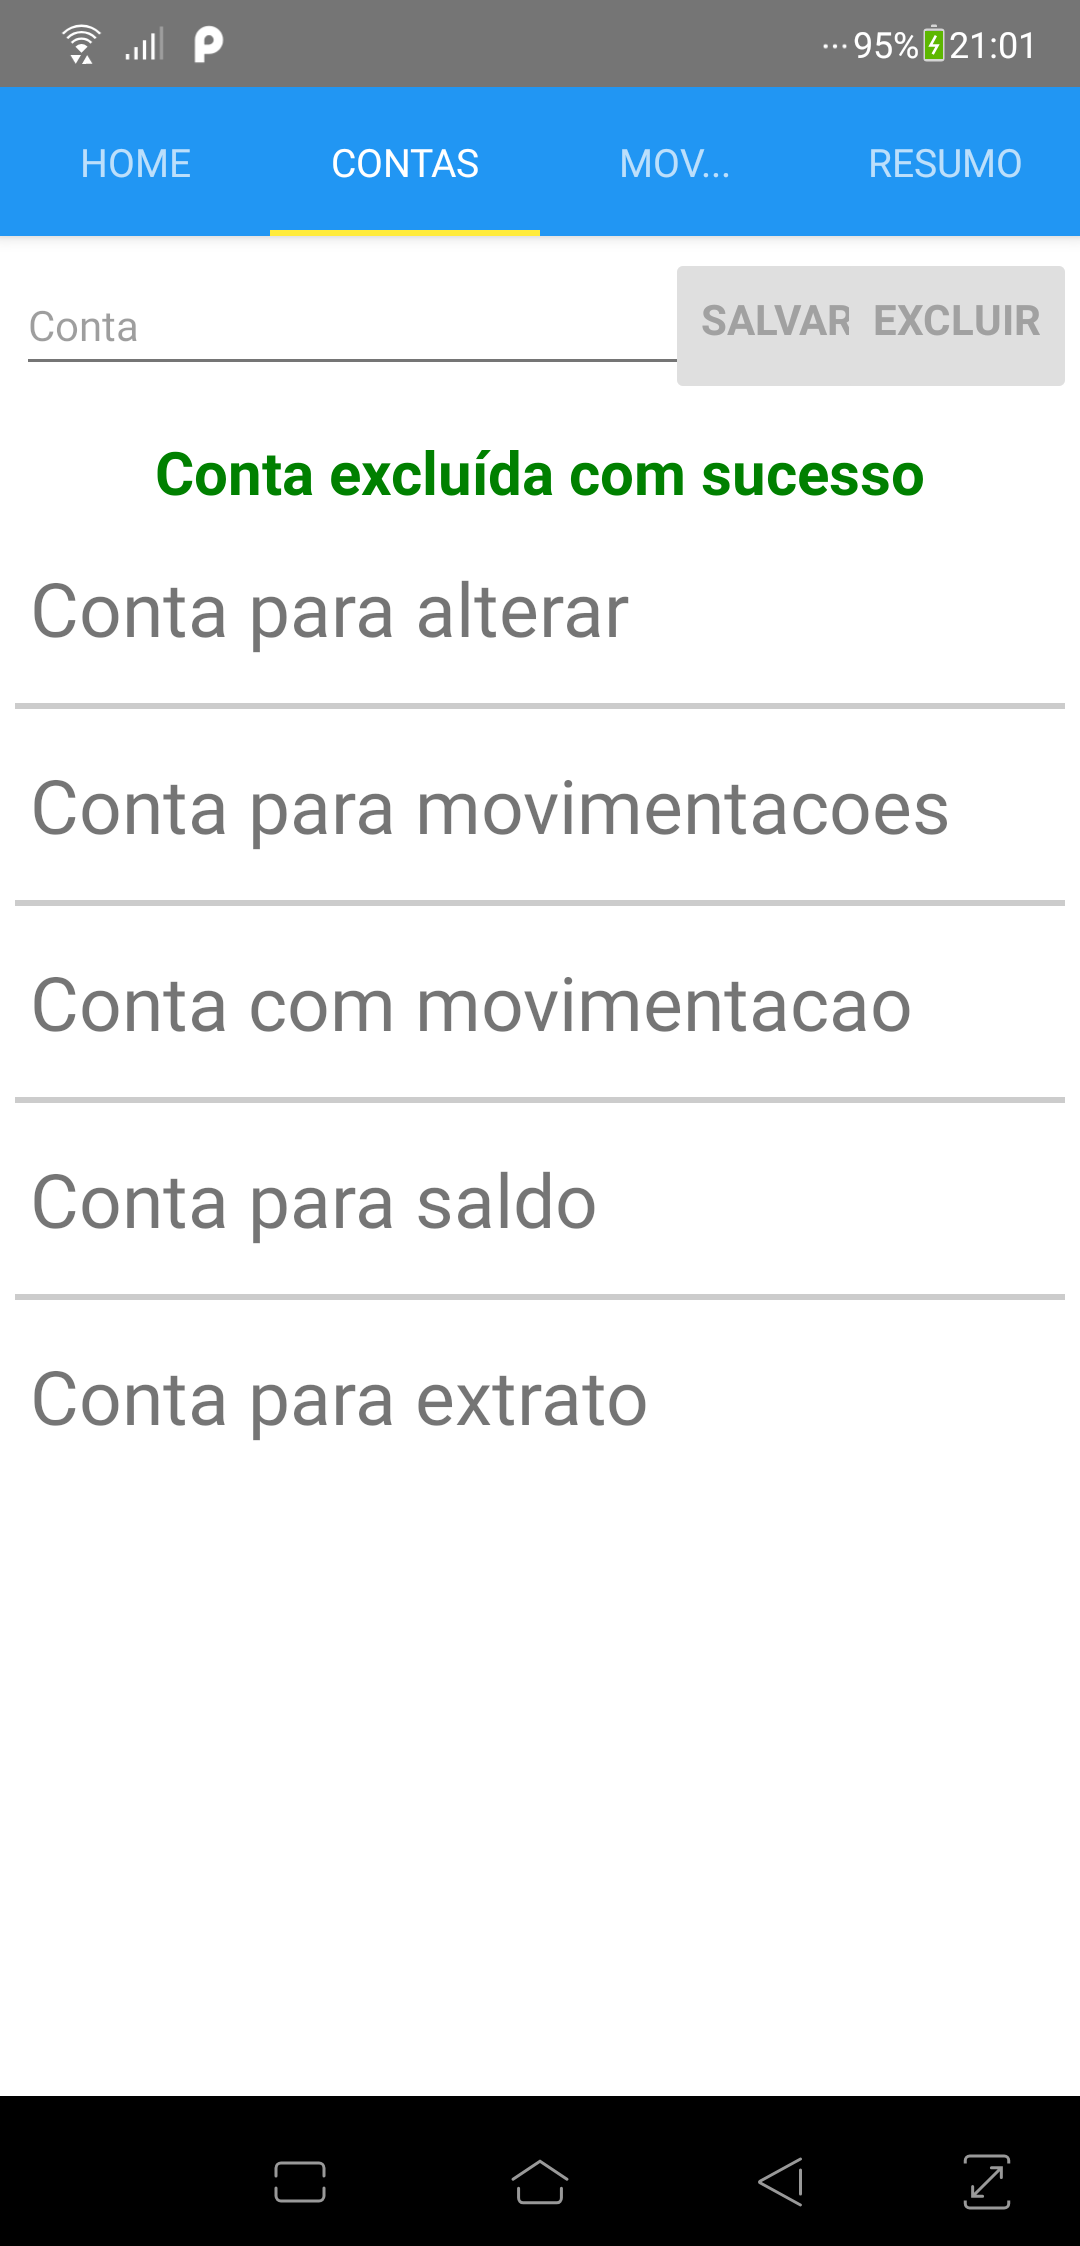 95% 21:01
HOME CONTAS MOV... RESUMO
Conta SALVAR EXCLUIR
Conta excluída com sucesso
Conta para alterar
Conta para movimentacoes
Conta com movimentacao
Conta para saldo
Conta para extrato